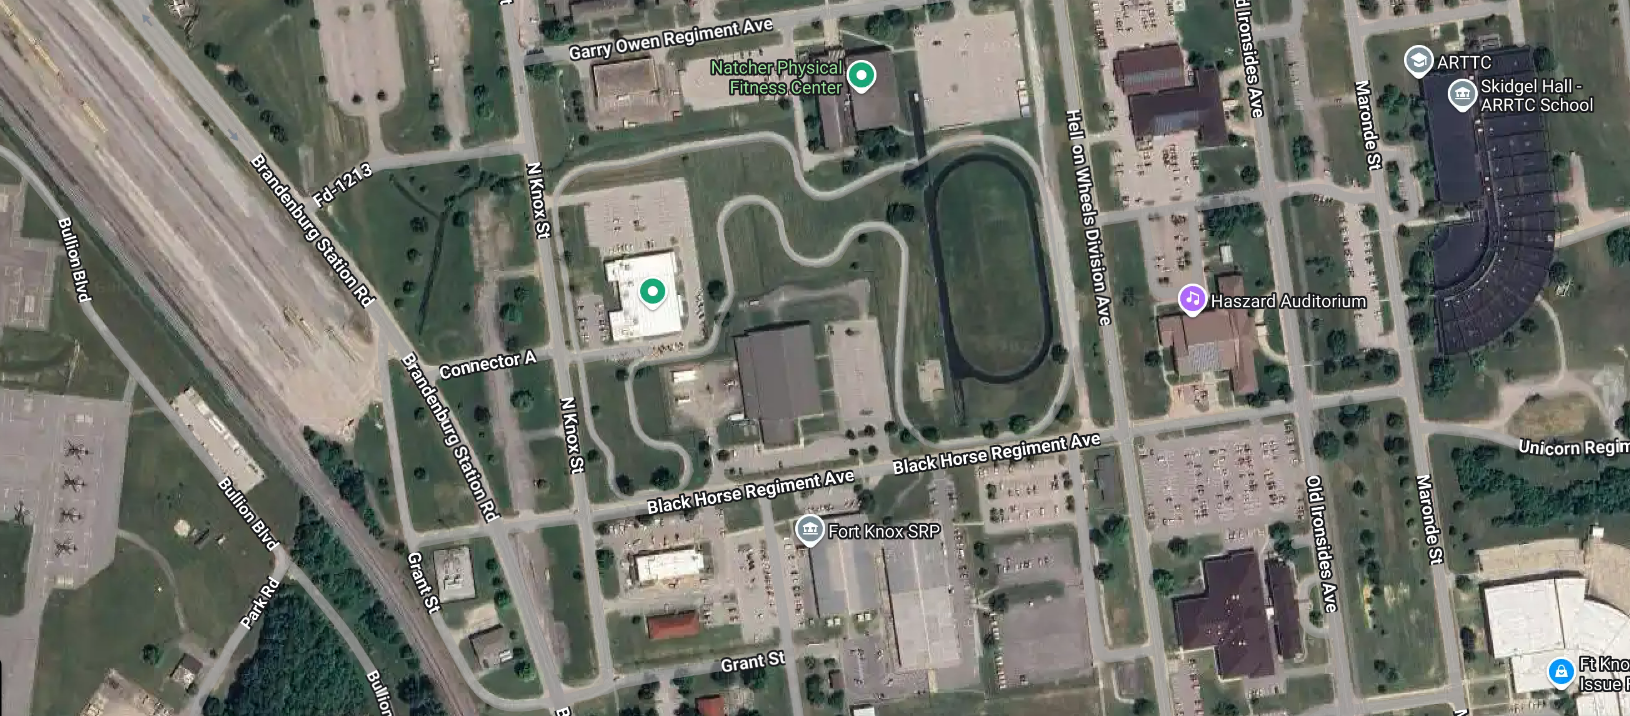 Garry Owen Regiment Ave
Natcher Physical
Fitness Center
Old Ironsides Ave
ARTTC
Skidgel Hall -
ARRTC School
Maronde St
Hell on Wheels Division Ave
Fd-1213
N Knox St
Brandenburg Station Rd
Bullion Blvd
Haszard Auditorium
Connector A
Brandenburg Station Rd
N Knox St
Black Horse Regiment Ave
Black Horse Regiment Ave
Unicorn Regim
Old Ironsides Ave
Maronde St
Bullion Blvd
Fort Knox SRP
Grant St
Park Rd
Grant St
Bullion
Ft Kno
Issue F
B